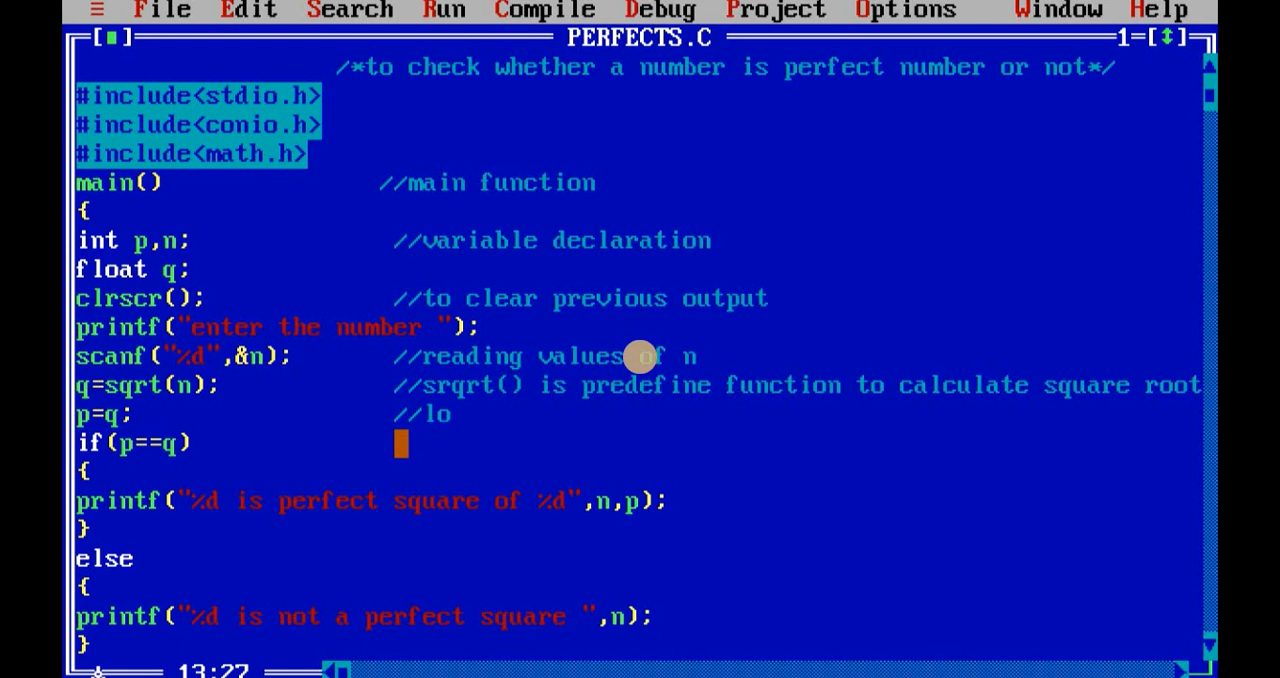 ≡ File Edit Search Run Compile Debug Project Options Window Help
[■] PERFECTS.C 1=[↕]
/*to check whether a number is perfect number or not*/
#include<stdio.h>
#include<conio.h>
#include<math.h>
main() //main function
{
int p,n; //variable declaration
float q;
clrscr(); //to clear previous output
printf("enter the number ");
scanf("%d",&n); //reading values of n
q=sqrt(n); //srqrt() is predefine function to calculate square root
p=q; //lo
if(p==q)
{
printf("%d is perfect square of %d",n,p);
}
else
{
printf("%d is not a perfect square ",n);
}
13:27